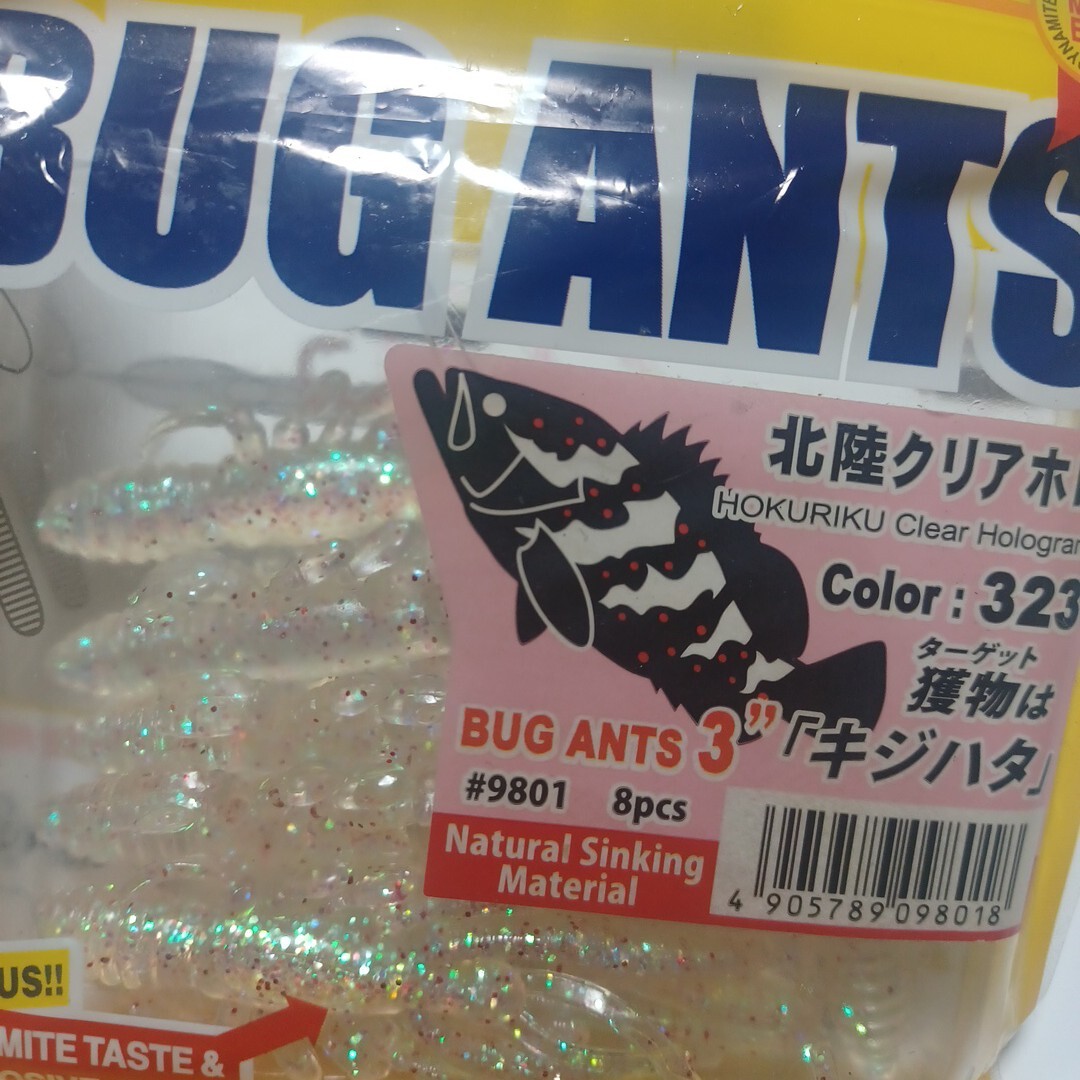 BUG ANTS
DYNAMITE
北陸クリアホ
HOKURIKU Clear Hologram
Color : 323
ターゲット
獲物は
「キジハタ」
BUG ANTS 3”
#9801 8pcs
Natural Sinking
Material
4 905789 098018
US!!
MITE TASTE &